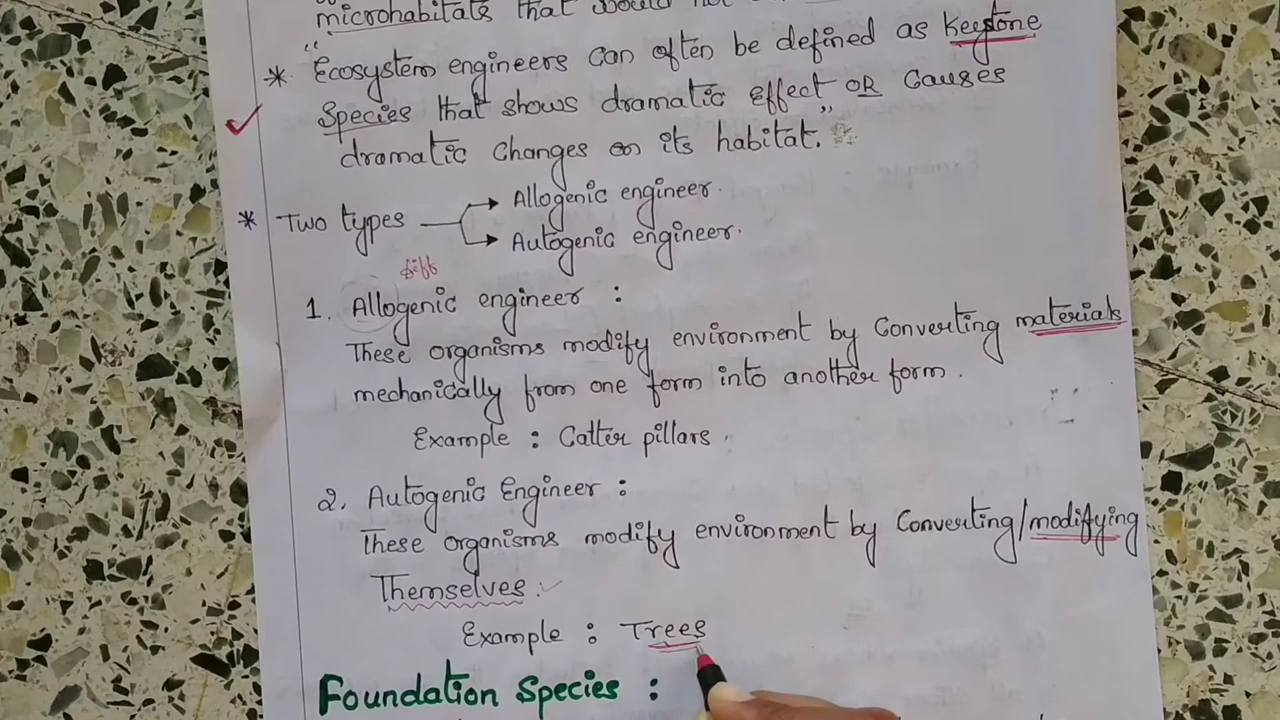 microhabitats that would not
* "Ecosystem engineers can often be defined as Keystone
Species that shows dramatic effect OR Causes
dramatic changes on its habitat."
* Two types → Allogenic engineer.
→ Autogenic engineer.
diff
1. Allogenic engineer :
These organisms modify environment by Converting materials
mechanically from one form into another form.
Example : Catter pillars.
2. Autogenic Engineer :
These organisms modify environment by Converting/modifying
Themselves.
Example : Trees
Foundation Species :